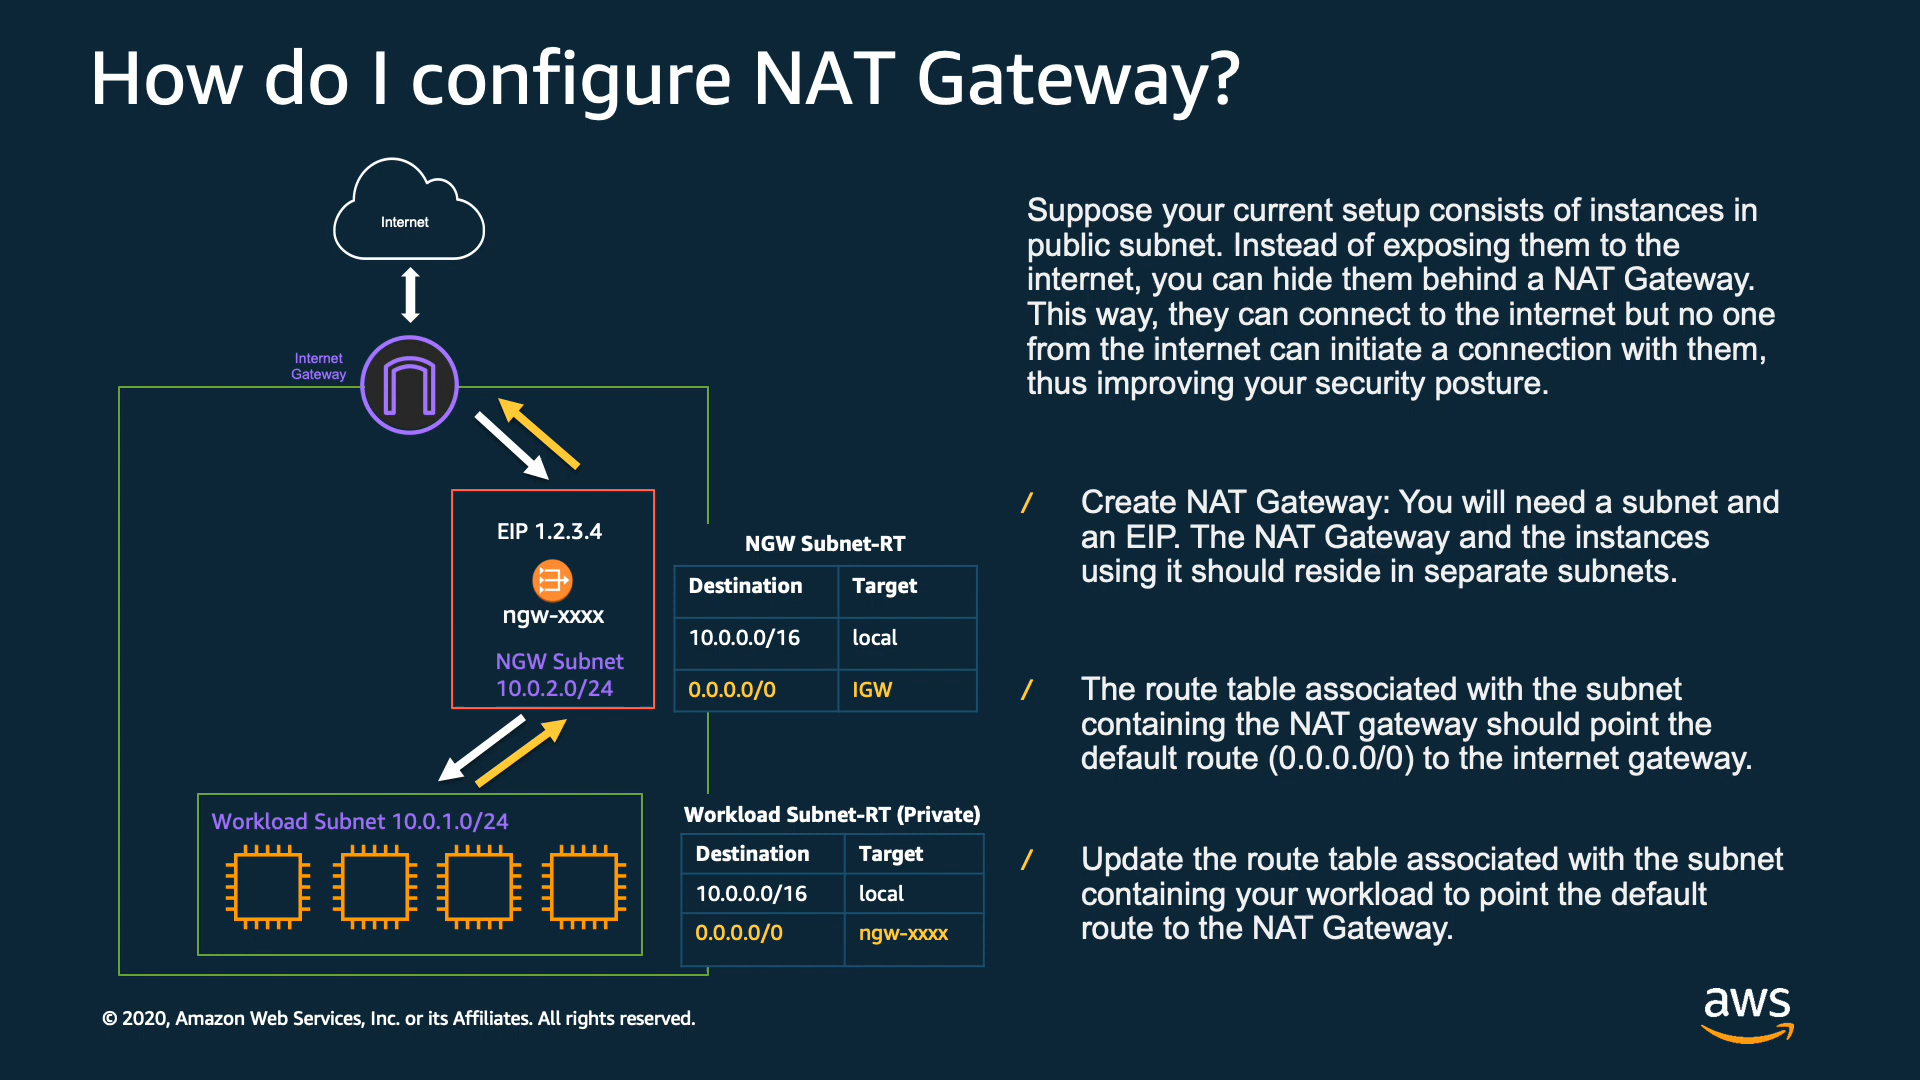 How do I configure NAT Gateway?
Internet
Internet
Gateway
EIP 1.2.3.4
ngw-xxxx
NGW Subnet
10.0.2.0/24
NGW Subnet-RT
Destination Target
10.0.0.0/16 local
0.0.0.0/0 IGW
Workload Subnet 10.0.1.0/24
Workload Subnet-RT (Private)
Destination Target
10.0.0.0/16 local
0.0.0.0/0 ngw-xxxx
Suppose your current setup consists of instances in
public subnet. Instead of exposing them to the
internet, you can hide them behind a NAT Gateway.
This way, they can connect to the internet but no one
from the internet can initiate a connection with them,
thus improving your security posture.
/ Create NAT Gateway: You will need a subnet and
an EIP. The NAT Gateway and the instances
using it should reside in separate subnets.
/ The route table associated with the subnet
containing the NAT gateway should point the
default route (0.0.0.0/0) to the internet gateway.
/ Update the route table associated with the subnet
containing your workload to point the default
route to the NAT Gateway.
© 2020, Amazon Web Services, Inc. or its Affiliates. All rights reserved.
aws